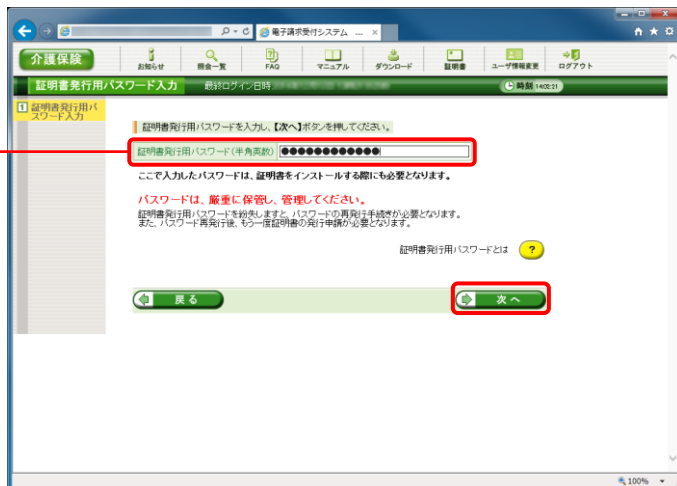 電子請求受付システム ...
介護保険
お知らせ 照会一覧 FAQ マニュアル ダウンロード 証明書 ユーザ情報変更 ログアウト
証明書発行用パスワード入力 最終ログイン日時 時刻 14:02:21
1 証明書発行用パ
スワード入力
証明書発行用パスワードを入力し、【次へ】ボタンを押してください。
証明書発行用パスワード(半角英数) ●●●●●●●●●●●●
ここで入力したパスワードは、証明書をインストールする際にも必要となります。
パスワードは、厳重に保管し、管理してください。
証明書発行用パスワードを紛失しますと、パスワードの再発行手続きが必要となります。
また、パスワード再発行後、もう一度証明書の発行申請が必要となります。
証明書発行用パスワードとは ?
戻る 次へ
100%